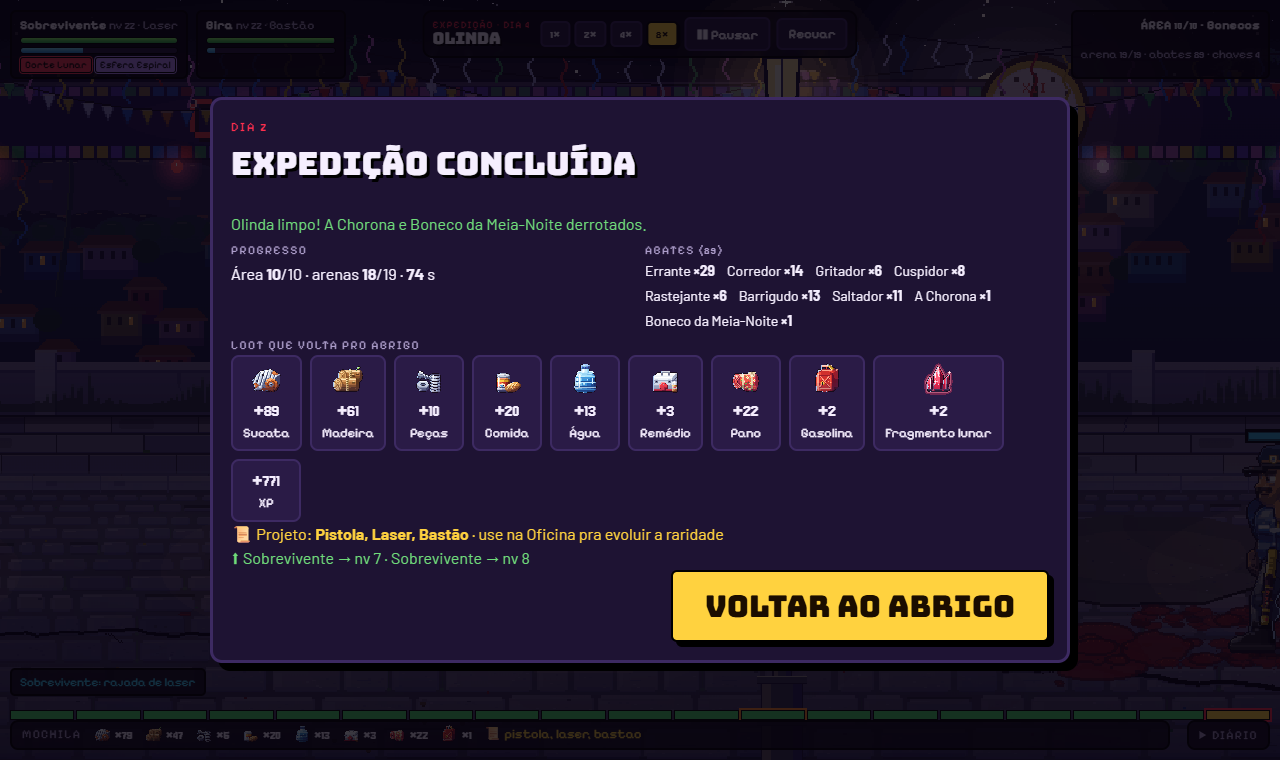 Sobrevivente nv 22 · Laser
Corte Lunar
Esfera Espiral
Gira nv 22 · Bastão
EXPEDIÇÃO · DIA
OLINDA
1×
2×
4×
8×
Pausar
Recuar
ÁREA 10/10 · Bonecos
arena 19/19 · abates 89 · chaves 4
DIA 2
EXPEDIÇÃO CONCLUÍDA
Olinda limpo! A Chorona e Boneco da Meia-Noite derrotados.
PROGRESSO
Área 10/10 · arenas 18/19 · 74 s
ABATES (89)
Errante ×29 Corredor ×14 Gritador ×6 Cuspidor ×8
Rastejante ×6 Barrigudo ×13 Saltador ×11 A Chorona ×1
Boneco da Meia-Noite ×1
LOOT QUE VOLTA PRO ABRIGO
+89
Sucata
+61
Madeira
+10
Peças
+20
Comida
+13
Água
+3
Remédio
+22
Pano
+2
Gasolina
+2
Fragmento lunar
+771
XP
Projeto: Pistola, Laser, Bastão · use na Oficina pra evoluir a raridade
⬆ Sobrevivente → nv 7 · Sobrevivente → nv 8
VOLTAR AO ABRIGO
Sobrevivente: rajada de laser
MOCHILA ×79 ×47 ×6 ×20 ×13 ×3 ×22 ×1 pistola, laser, bastao
▶ DIÁRIO